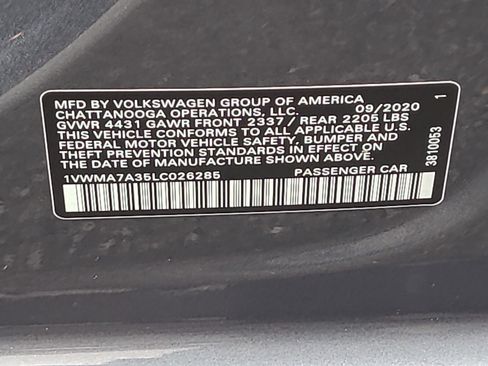 MFD BY VOLKSWAGEN GROUP OF AMERICA
CHATTANOOGA OPERATIONS, LLC. 09/2020
GVWR 4431 GAWR FRONT 2337 / REAR 2205 LBS
THIS VEHICLE CONFORMS TO ALL APPLICABLE U.S.
FEDERAL MOTOR VEHICLE SAFETY, BUMPER AND
THEFT PREVENTION STANDARDS IN EFFECT ON
THE DATE OF MANUFACTURE SHOWN ABOVE.
1VWMA7A35LC026285 PASSENGER CAR
3810063 1